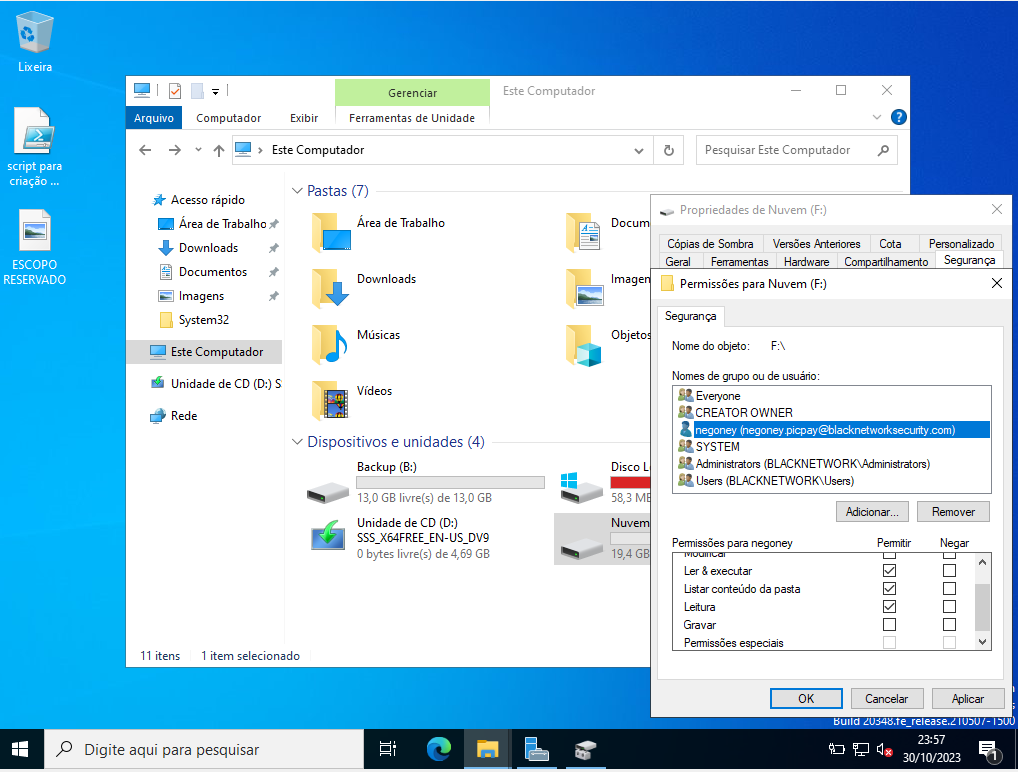 Lixeira
script para
criação ...
ESCOPO
RESERVADO
Gerenciar
Este Computador
Arquivo
Computador
Exibir
Ferramentas de Unidade
?
Este Computador
Pesquisar Este Computador
Acesso rápido
Área de Trabalho
Downloads
Documentos
Imagens
System32
Este Computador
Unidade de CD (D:) S
Rede
Pastas (7)
Área de Trabalho
Docum
Downloads
Imagen
Músicas
Objetos
Vídeos
Dispositivos e unidades (4)
Backup (B:)
13,0 GB livre(s) de 13,0 GB
Disco L
58,3 MB
Unidade de CD (D:)
SSS_X64FREE_EN-US_DV9
0 bytes livre(s) de 4,69 GB
Nuvem
19,4 GB
11 itens
1 item selecionado
Propriedades de Nuvem (F:)
Cópias de Sombra
Versões Anteriores
Cota
Personalizado
Geral
Ferramentas
Hardware
Compartilhamento
Segurança
Permissões para Nuvem (F:)
Segurança
Nome do objeto: F:\
Nomes de grupo ou de usuário:
Everyone
CREATOR OWNER
negoney (negoney.picpay@blacknetworksecurity.com)
SYSTEM
Administrators (BLACKNETWORK\Administrators)
Users (BLACKNETWORK\Users)
Adicionar...
Remover
Permissões para negoney
Permitir
Negar
Modificar
Ler & executar
Listar conteúdo da pasta
Leitura
Gravar
Permissões especiais
OK
Cancelar
Aplicar
Build 20348.fe_release.210507-1500
Digite aqui para pesquisar
23:57
30/10/2023
1